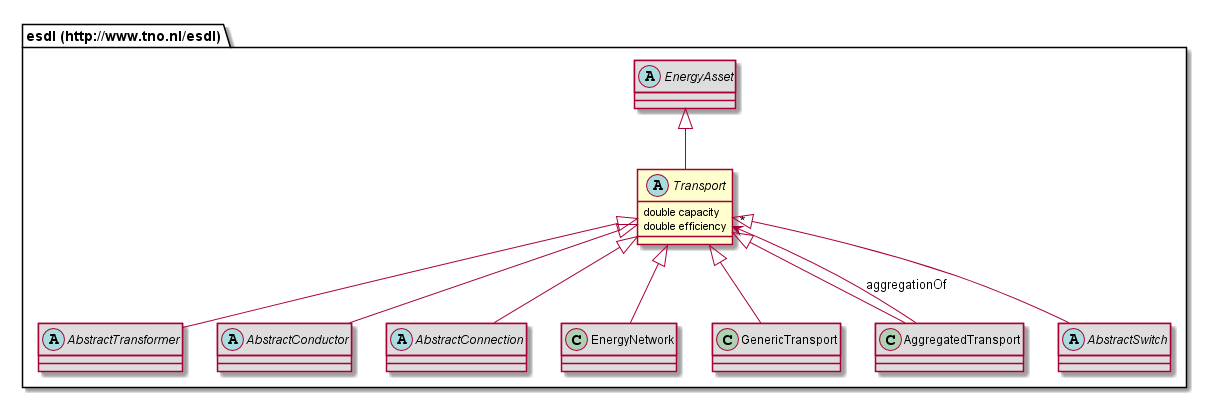 esdl (http://www.tno.nl/esdl)
A EnergyAsset
A Transport
double capacity
double efficiency
*
aggregationOf
A AbstractTransformer
A AbstractConductor
A AbstractConnection
C EnergyNetwork
C GenericTransport
C AggregatedTransport
A AbstractSwitch